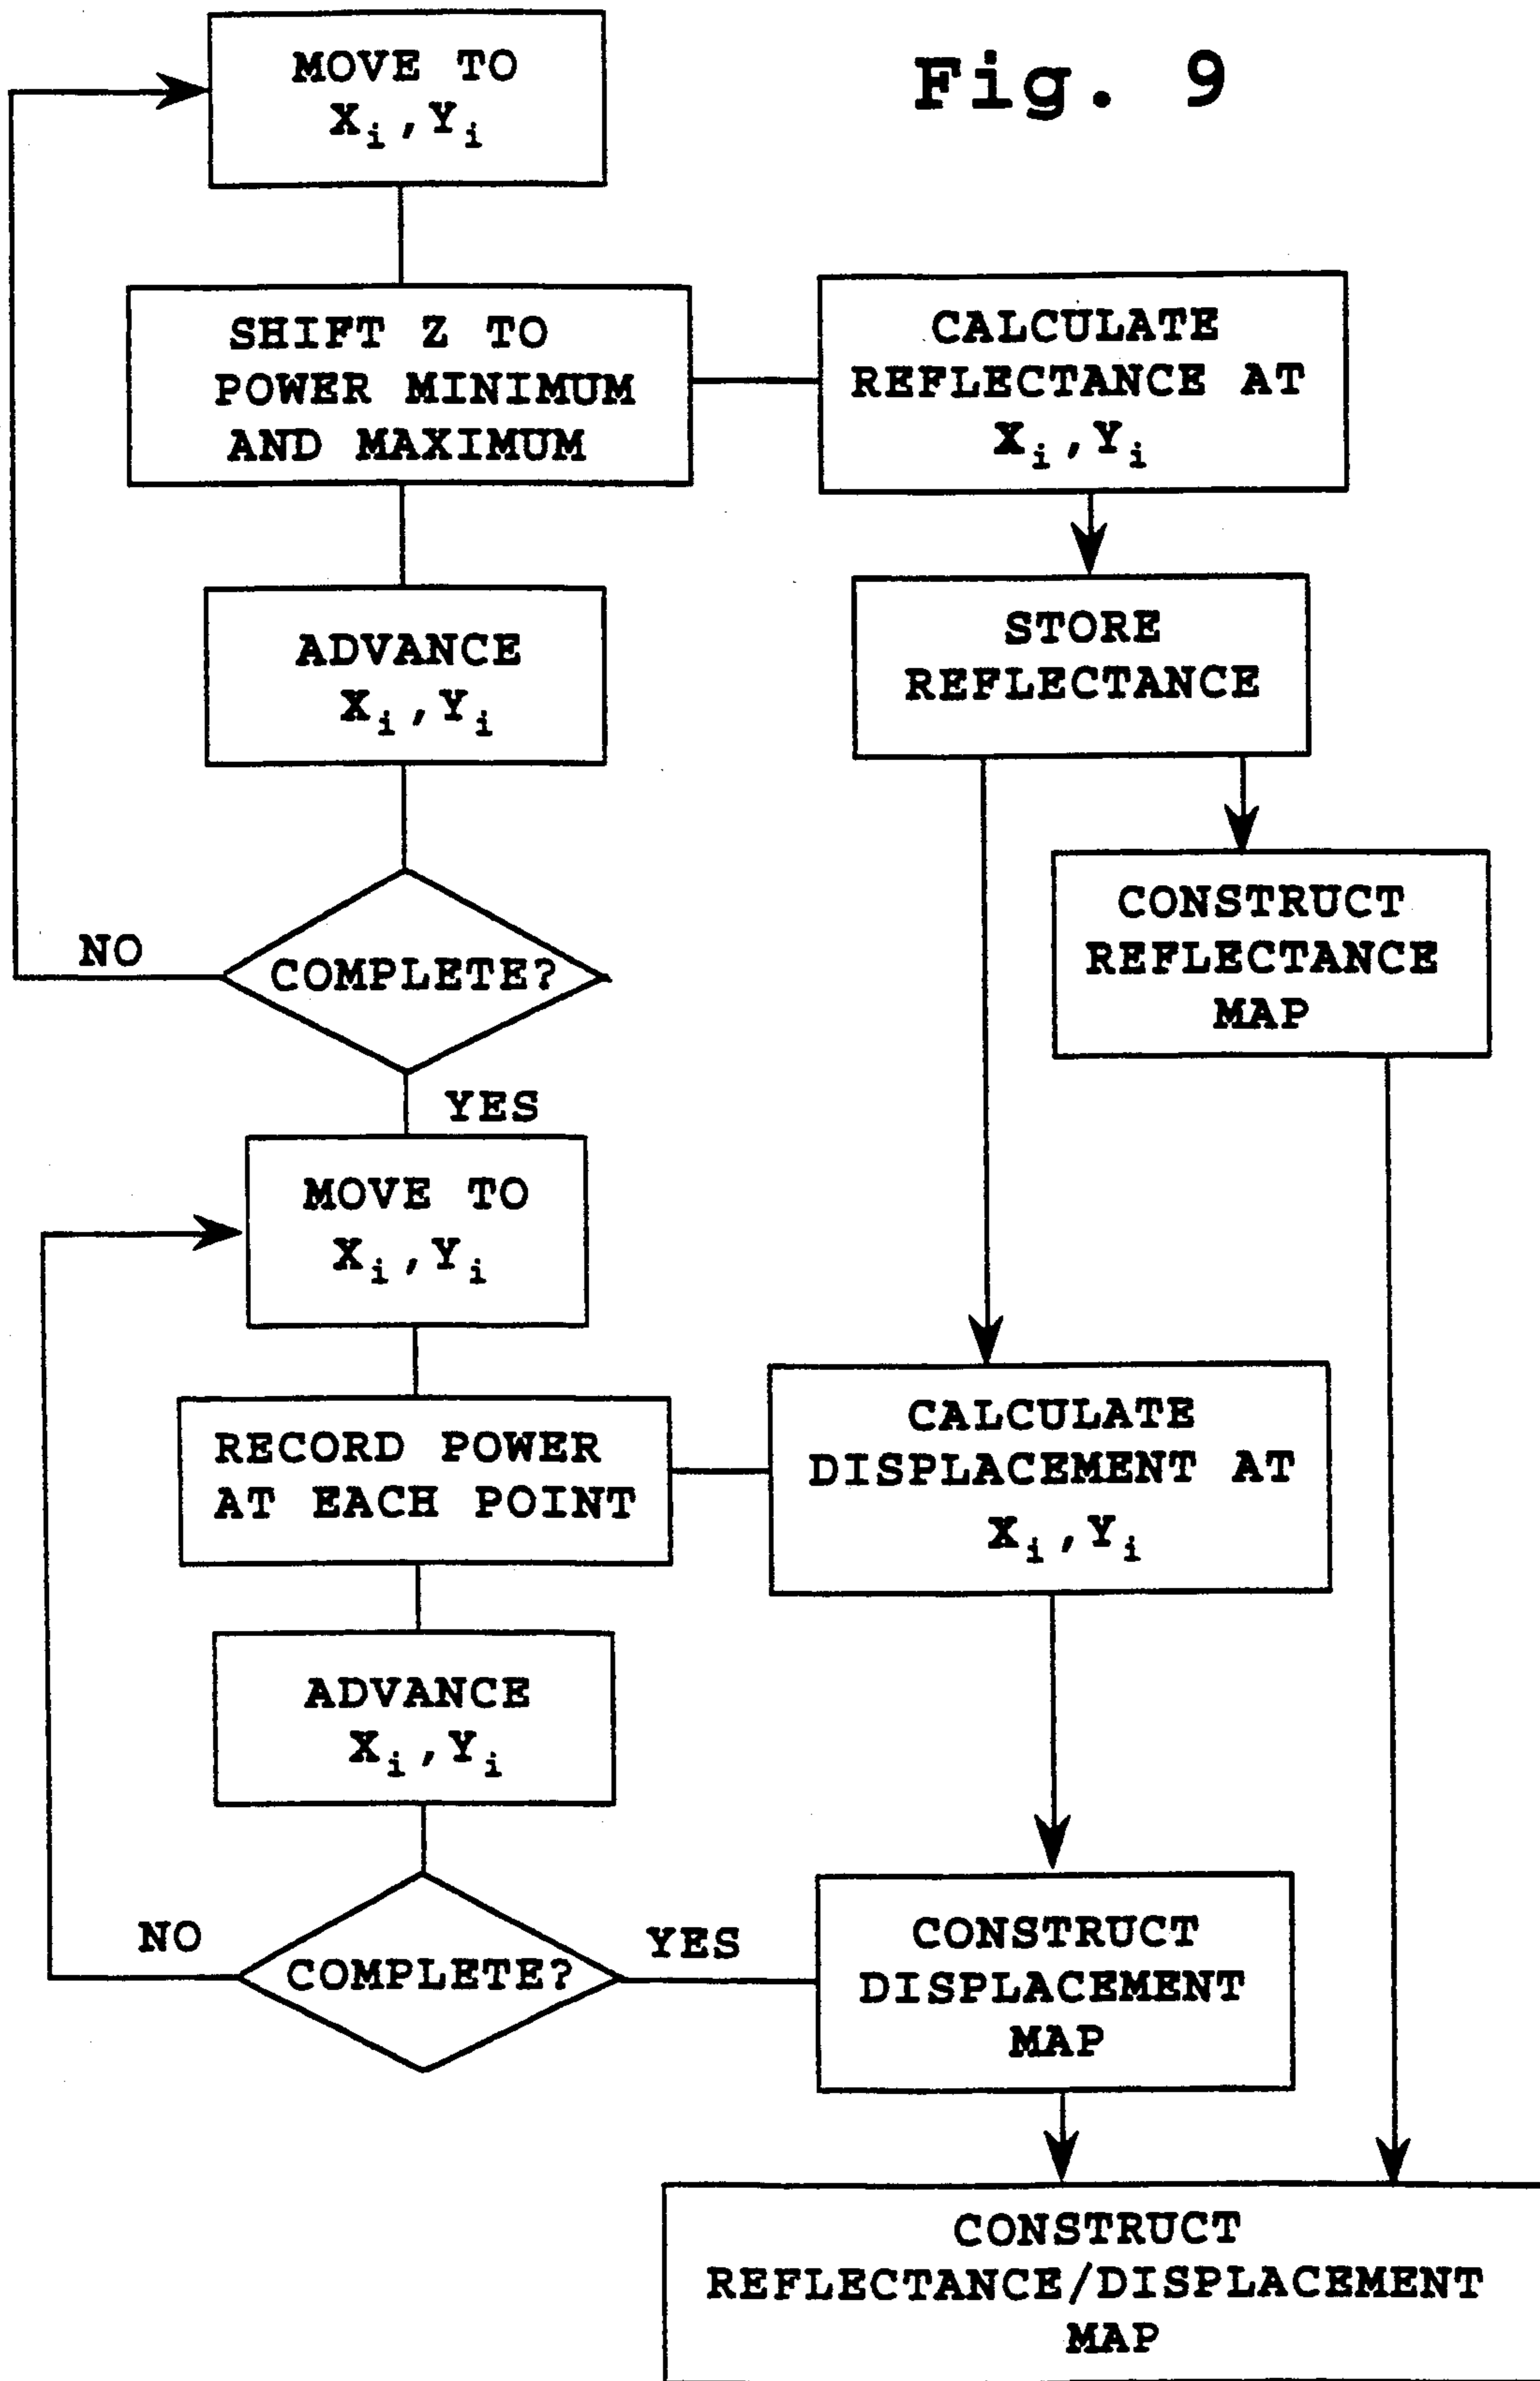 Fig. 9
MOVE TO
Xi,Yi
SHIFT Z TO
POWER MINIMUM
AND MAXIMUM
CALCULATE
REFLECTANCE AT
Xi,Yi
ADVANCE
Xi,Yi
STORE
REFLECTANCE
CONSTRUCT
REFLECTANCE
MAP
NO
COMPLETE?
YES
MOVE TO
Xi,Yi
RECORD POWER
AT EACH POINT
CALCULATE
DISPLACEMENT AT
Xi,Yi
ADVANCE
Xi,Yi
NO
COMPLETE?
YES
CONSTRUCT
DISPLACEMENT
MAP
CONSTRUCT
REFLECTANCE/DISPLACEMENT
MAP